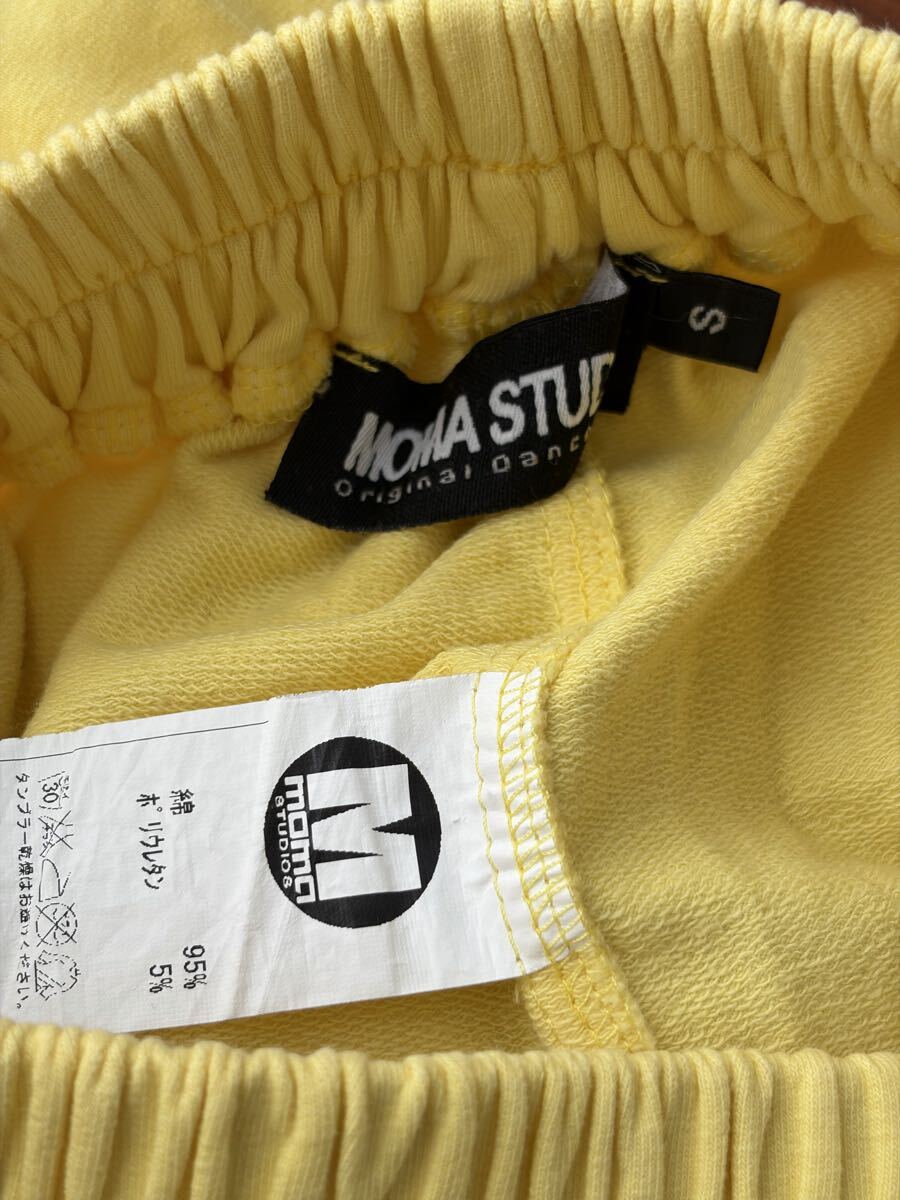 MOMA STUD
Original Danc
S
moma
STUDIOS
綿 95%
ポリウレタン 5%
30
タンブラー乾燥はお避けください。